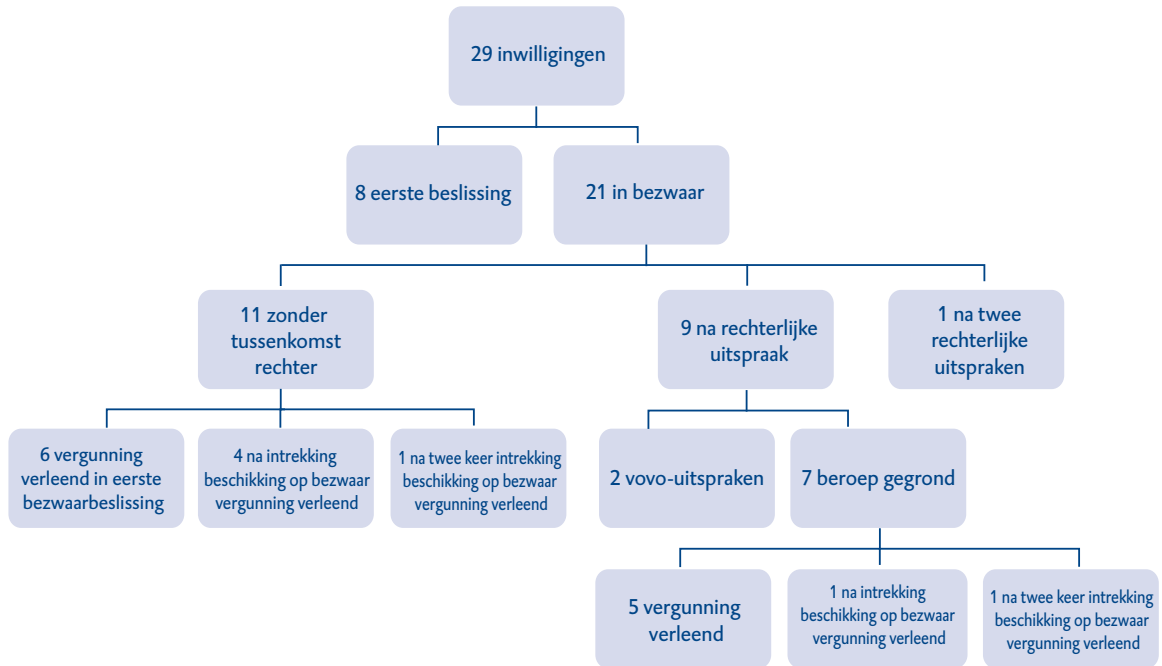 29 inwilligingen
8 eerste beslissing
21 in bezwaar
11 zonder
tussenkomst
rechter
9 na rechterlijke
uitspraak
1 na twee
rechterlijke
uitspraken
6 vergunning
verleend in eerste
bezwaarbeslissing
4 na intrekking
beschikking op bezwaar
vergunning verleend
1 na twee keer intrekking
beschikking op bezwaar
vergunning verleend
2 vovo-uitspraken
7 beroep gegrond
5 vergunning
verleend
1 na intrekking
beschikking op bezwaar
vergunning verleend
1 na twee keer intrekking
beschikking op bezwaar
vergunning verleend